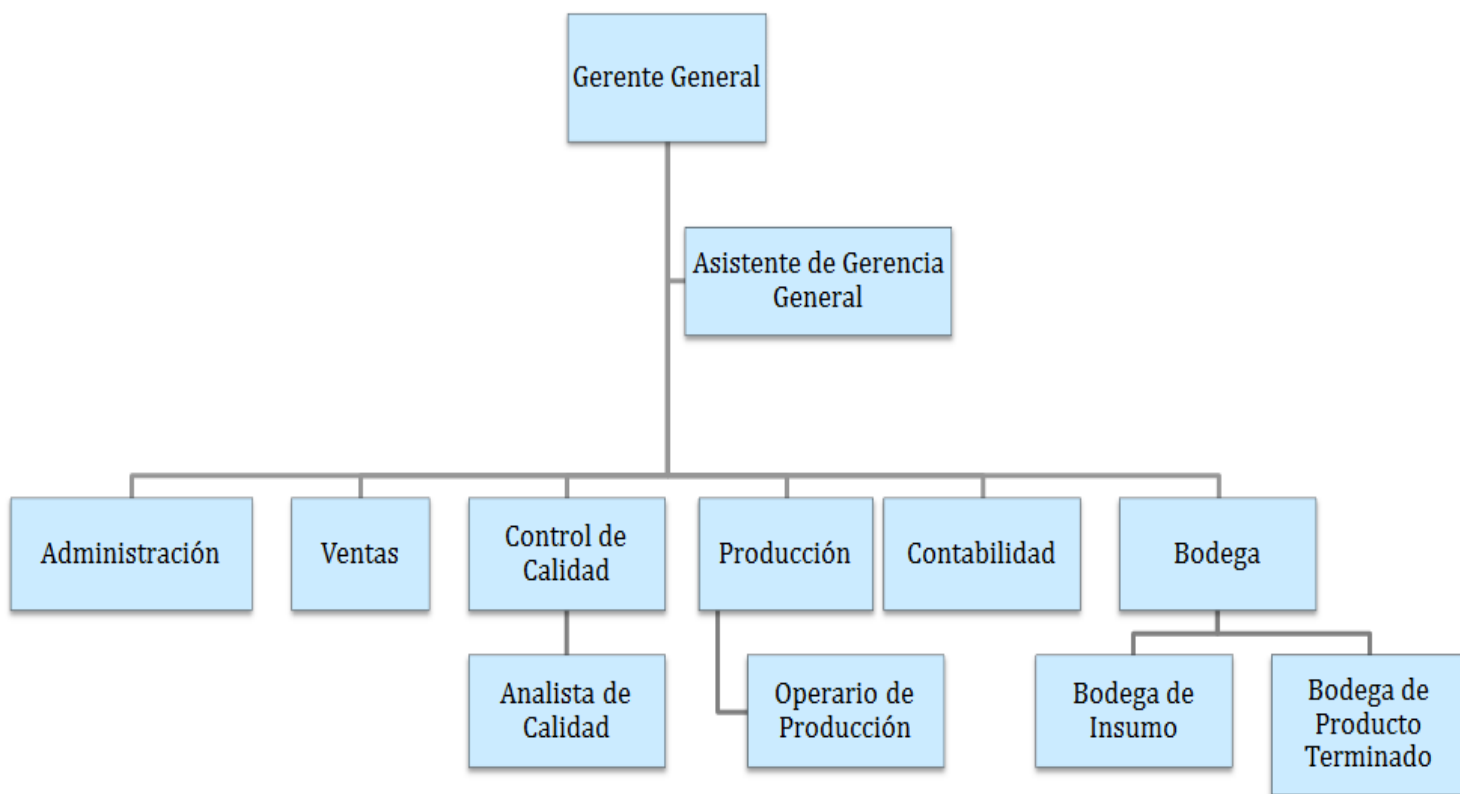 Gerente General
Asistente de Gerencia
General
Administración
Ventas
Control de
Calidad
Producción
Contabilidad
Bodega
Analista de
Calidad
Operario de
Producción
Bodega de
Insumo
Bodega de
Producto
Terminado